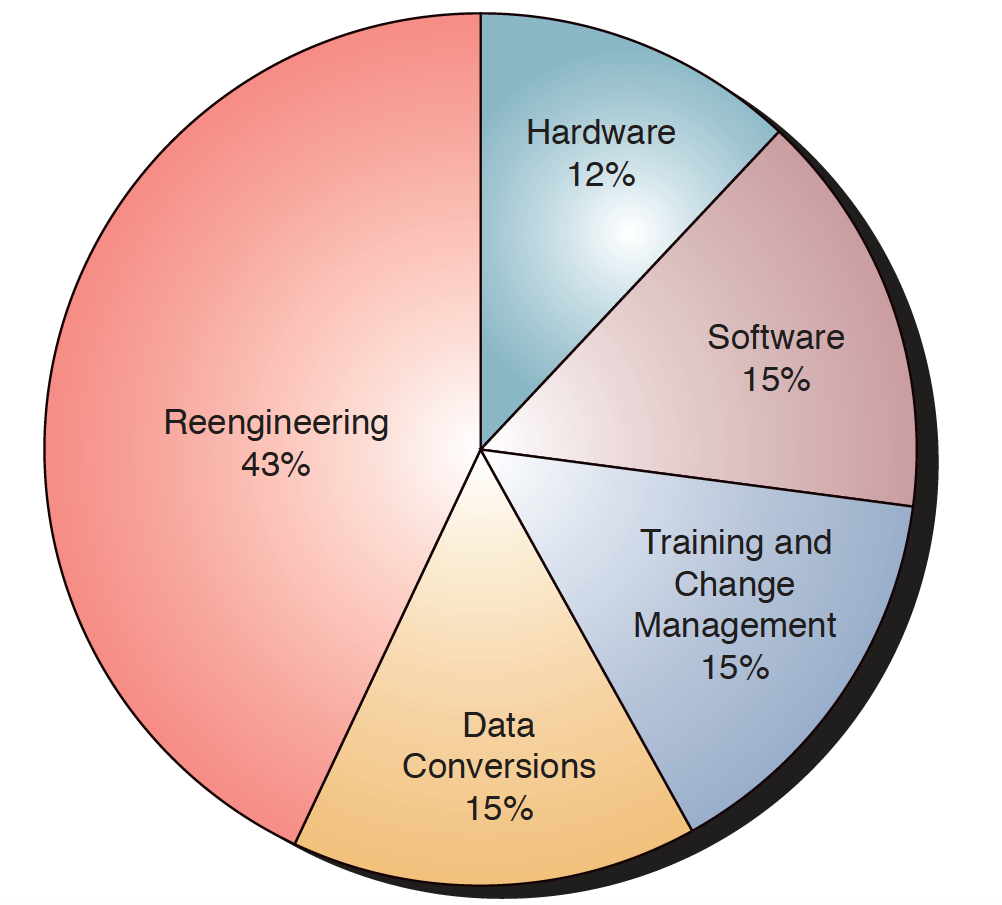 Hardware
12%
Software
15%
Training and
Change
Management
15%
Data
Conversions
15%
Reengineering
43%